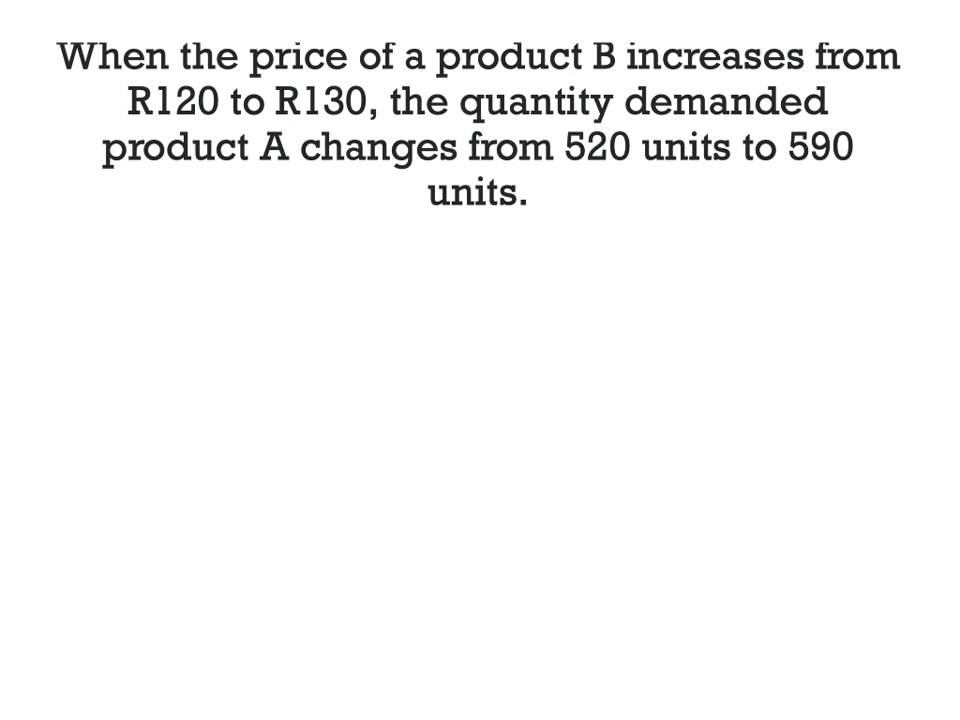 When the price of a product B increases from
R120 to R130, the quantity demanded
product A changes from 520 units to 590
units.